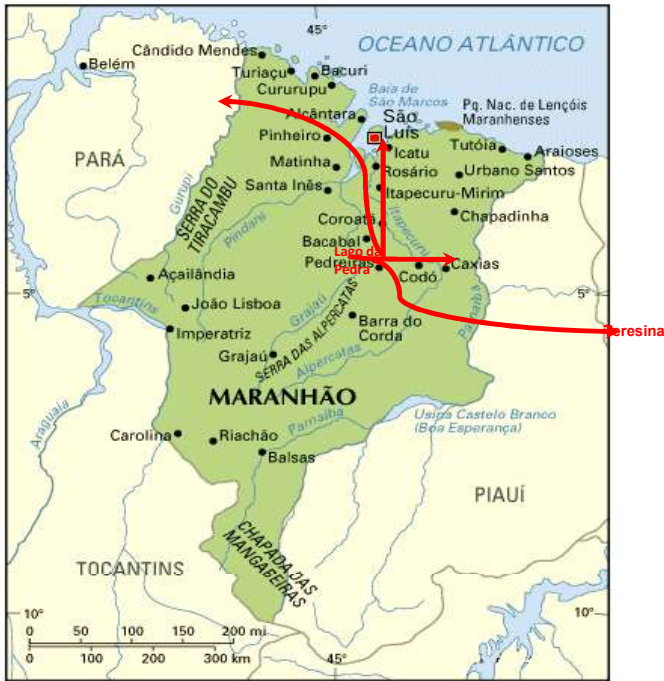 45°
OCEANO ATLÂNTICO
Cândido Mendes
Belém
Turiaçu
Bacuri
Cururupu
Baia de
São Marcos
Alcântara
São
Luís
Pq. Nac. de Lençóis
Maranhenses
Pinheiro
Icatu
Tutóia
Araioses
PARÁ
Matinha
Rosário
Urbano Santos
Santa Inês
Itapecuru-Mirim
Gurupi
SERRA DO
TIRACAMBU
Pindaré
Coroatá
Itapecuru
Chapadinha
Bacabal
Lago da
Pedra
Pedreiras
Codó
Caxias
Açailândia
5°
5°
Tocantins
João Lisboa
Grajaú
SERRA DAS ALPERCATAS
Barra do
Corda
Parnaiba
Teresina
Imperatriz
Grajaú
Alpercatas
MARANHÃO
Araguaia
Parnaiba
Usina Castelo Branco
(Boa Esperança)
Carolina
Riachão
Balsas
PIAUÍ
CHAPADA DAS
MANGABEIRAS
TOCANTINS
10°
10°
0 50 100 150 200 mi
0 100 200 300 km
45°